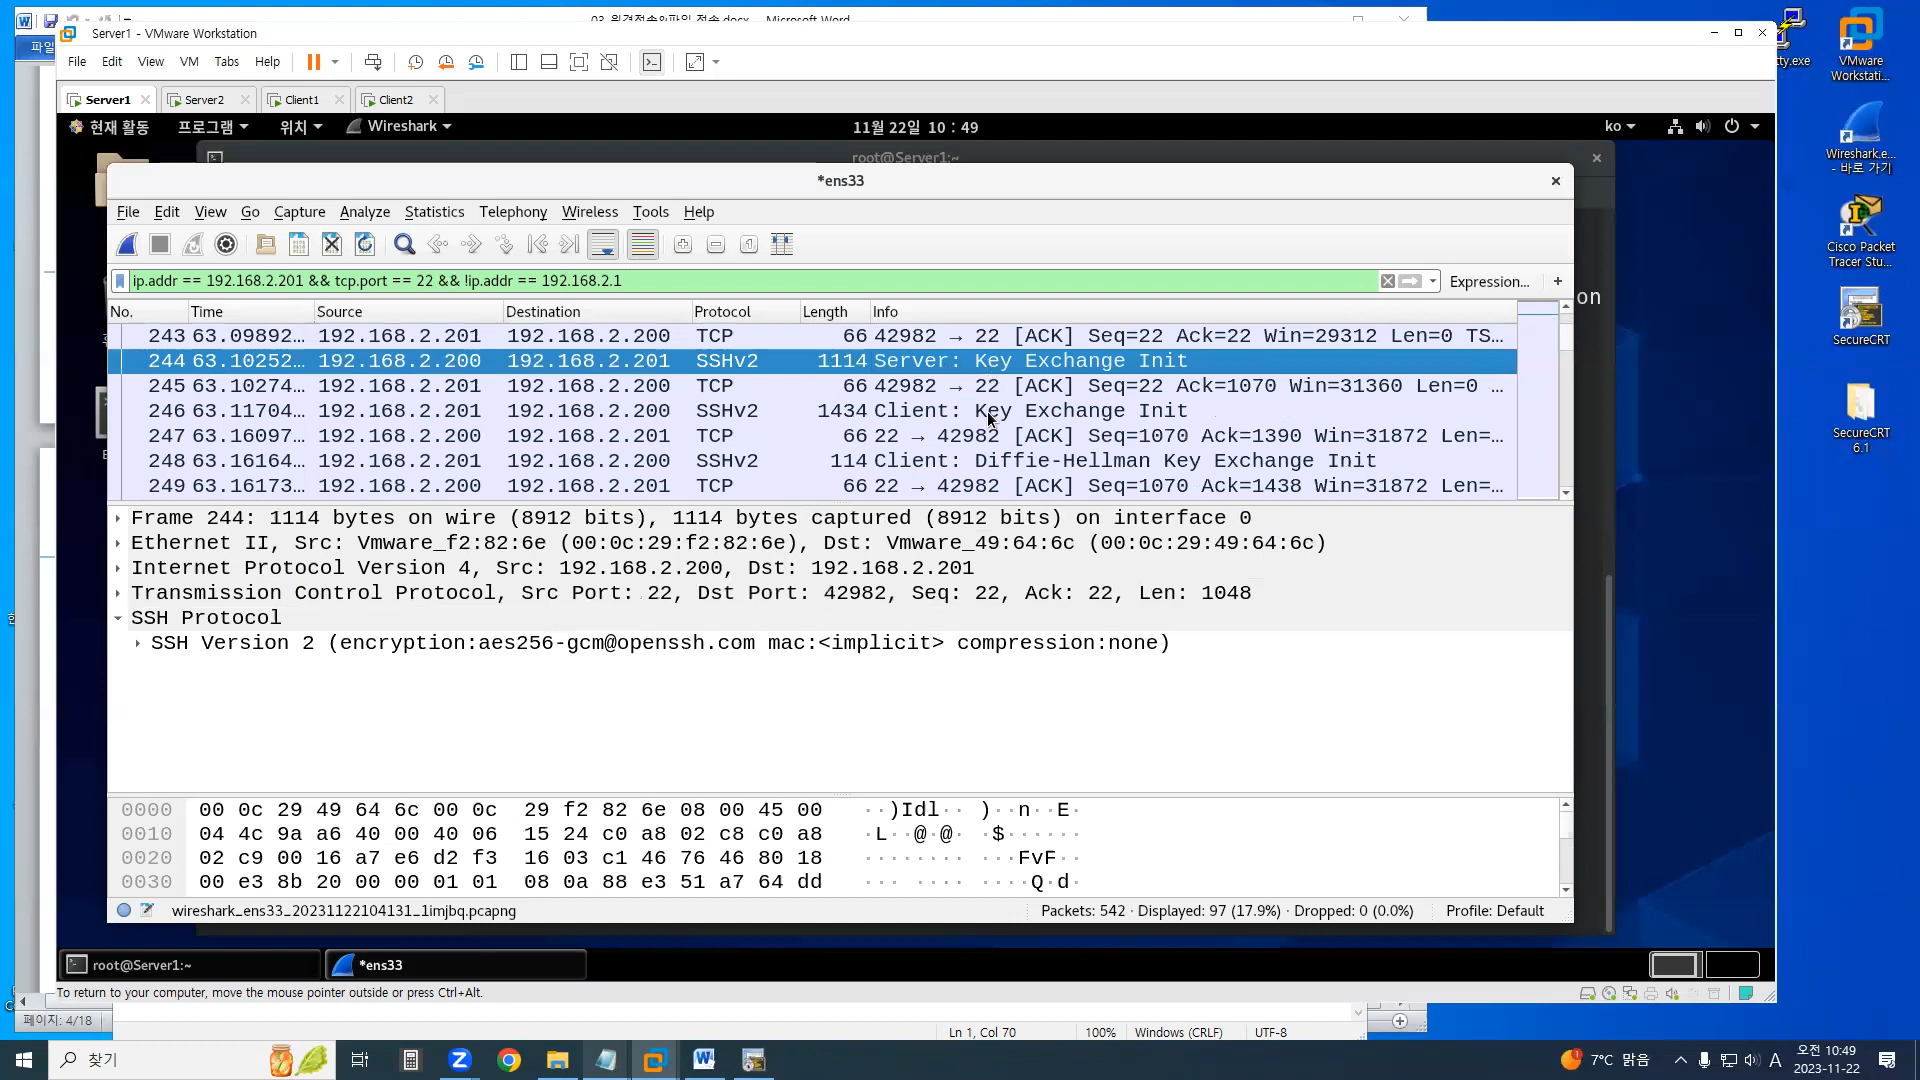 03_원격접속&파일 전송.docx - Microsoft Word
파일
Server1 - VMware Workstation
File Edit View VM Tabs Help
Server1
Server2
Client1
Client2
현재 활동 프로그램 위치 Wireshark 11월 22일 10 : 49 ko
root@Server1:~
*ens33
File Edit View Go Capture Analyze Statistics Telephony Wireless Tools Help
ip.addr == 192.168.2.201 && tcp.port == 22 && !ip.addr == 192.168.2.1 Expression... +
on
No. Time Source Destination Protocol Length Info
243 63.09892… 192.168.2.201 192.168.2.200 TCP 66 42982 → 22 [ACK] Seq=22 Ack=22 Win=29312 Len=0 TS…
244 63.10252… 192.168.2.200 192.168.2.201 SSHv2 1114 Server: Key Exchange Init
245 63.10274… 192.168.2.201 192.168.2.200 TCP 66 42982 → 22 [ACK] Seq=22 Ack=1070 Win=31360 Len=0 …
246 63.11704… 192.168.2.201 192.168.2.200 SSHv2 1434 Client: Key Exchange Init
247 63.16097… 192.168.2.200 192.168.2.201 TCP 66 22 → 42982 [ACK] Seq=1070 Ack=1390 Win=31872 Len=…
248 63.16164… 192.168.2.201 192.168.2.200 SSHv2 114 Client: Diffie-Hellman Key Exchange Init
249 63.16173… 192.168.2.200 192.168.2.201 TCP 66 22 → 42982 [ACK] Seq=1070 Ack=1438 Win=31872 Len=…
Frame 244: 1114 bytes on wire (8912 bits), 1114 bytes captured (8912 bits) on interface 0
Ethernet II, Src: Vmware_f2:82:6e (00:0c:29:f2:82:6e), Dst: Vmware_49:64:6c (00:0c:29:49:64:6c)
Internet Protocol Version 4, Src: 192.168.2.200, Dst: 192.168.2.201
Transmission Control Protocol, Src Port: 22, Dst Port: 42982, Seq: 22, Ack: 22, Len: 1048
SSH Protocol
SSH Version 2 (encryption:aes256-gcm@openssh.com mac:<implicit> compression:none)
0000 00 0c 29 49 64 6c 00 0c 29 f2 82 6e 08 00 45 00 ··)Idl·· )··n··E·
0010 04 4c 9a a6 40 00 40 06 15 24 c0 a8 02 c8 c0 a8 ·L··@·@· ·$······
0020 02 c9 00 16 a7 e6 d2 f3 16 03 c1 46 76 46 80 18 ········ ···FvF··
0030 00 e3 8b 20 00 00 01 01 08 0a 88 e3 51 a7 64 dd ··· ···· ····Q·d·
wireshark_ens33_20231122104131_1imjbq.pcapng Packets: 542 · Displayed: 97 (17.9%) · Dropped: 0 (0.0%) Profile: Default
root@Server1:~ *ens33
To return to your computer, move the mouse pointer outside or press Ctrl+Alt.
페이지: 4/18
Ln 1, Col 70 100% Windows (CRLF) UTF-8
tty.exe
VMware
Workstati...
Wireshark.e...
- 바로 가기
Cisco Packet
Tracer Stu...
SecureCRT
SecureCRT
6.1
찾기
7°C 맑음 A 오전 10:49
2023-11-22